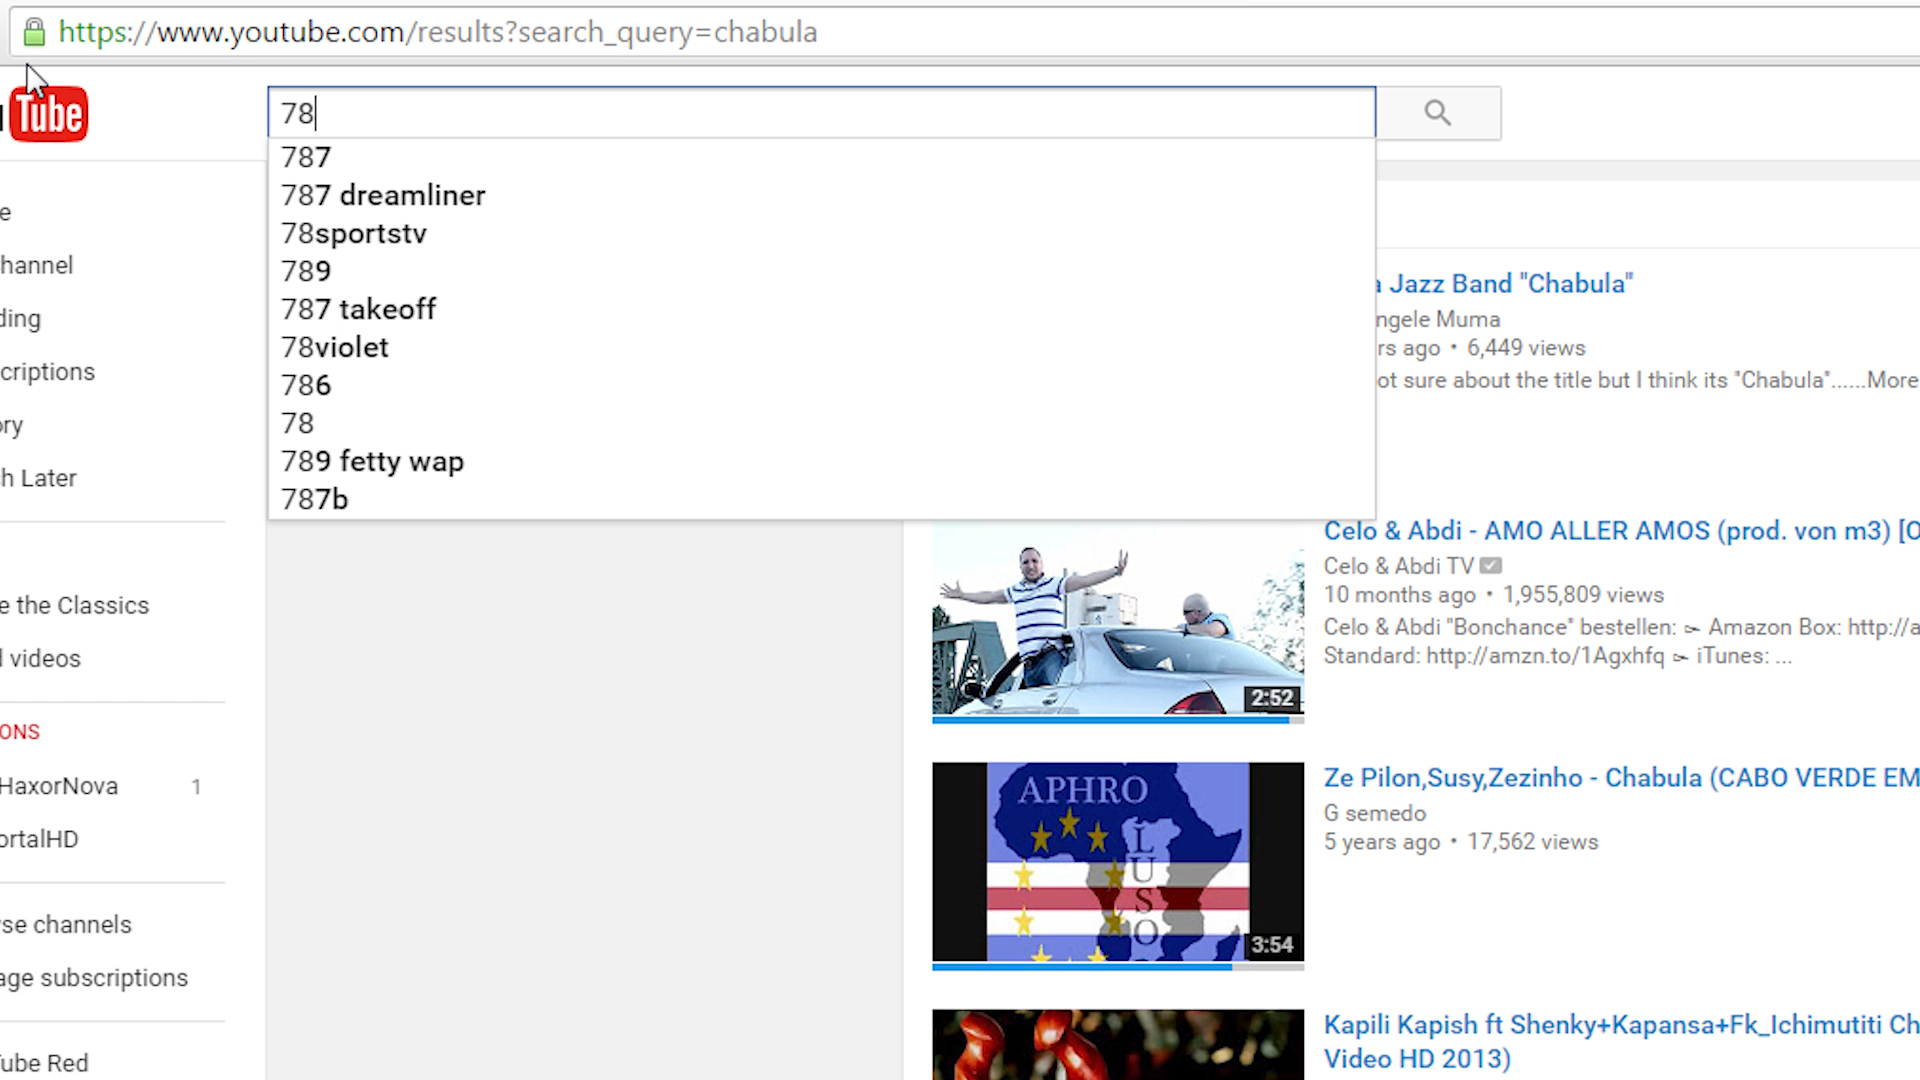 https://www.youtube.com/results?search_query=chabula
Tube
78
787
787 dreamliner
78sportstv
789
787 takeoff
78violet
786
78
789 fetty wap
787b
e
hannel
ding
criptions
ory
h Later
e the Classics
l videos
ONS
HaxorNova 1
ortalHD
se channels
age subscriptions
ube Red
a Jazz Band "Chabula"
ngele Muma
rs ago • 6,449 views
ot sure about the title but I think its "Chabula"......More
Celo & Abdi - AMO ALLER AMOS (prod. von m3) [O
Celo & Abdi TV
10 months ago • 1,955,809 views
Celo & Abdi "Bonchance" bestellen: ➛ Amazon Box: http://a
Standard: http://amzn.to/1Agxhfq ➛ iTunes: ...
2:52
APHRO
LUSO
3:54
Ze Pilon,Susy,Zezinho - Chabula (CABO VERDE EM
G semedo
5 years ago • 17,562 views
Kapili Kapish ft Shenky+Kapansa+Fk_Ichimutiti Ch
Video HD 2013)